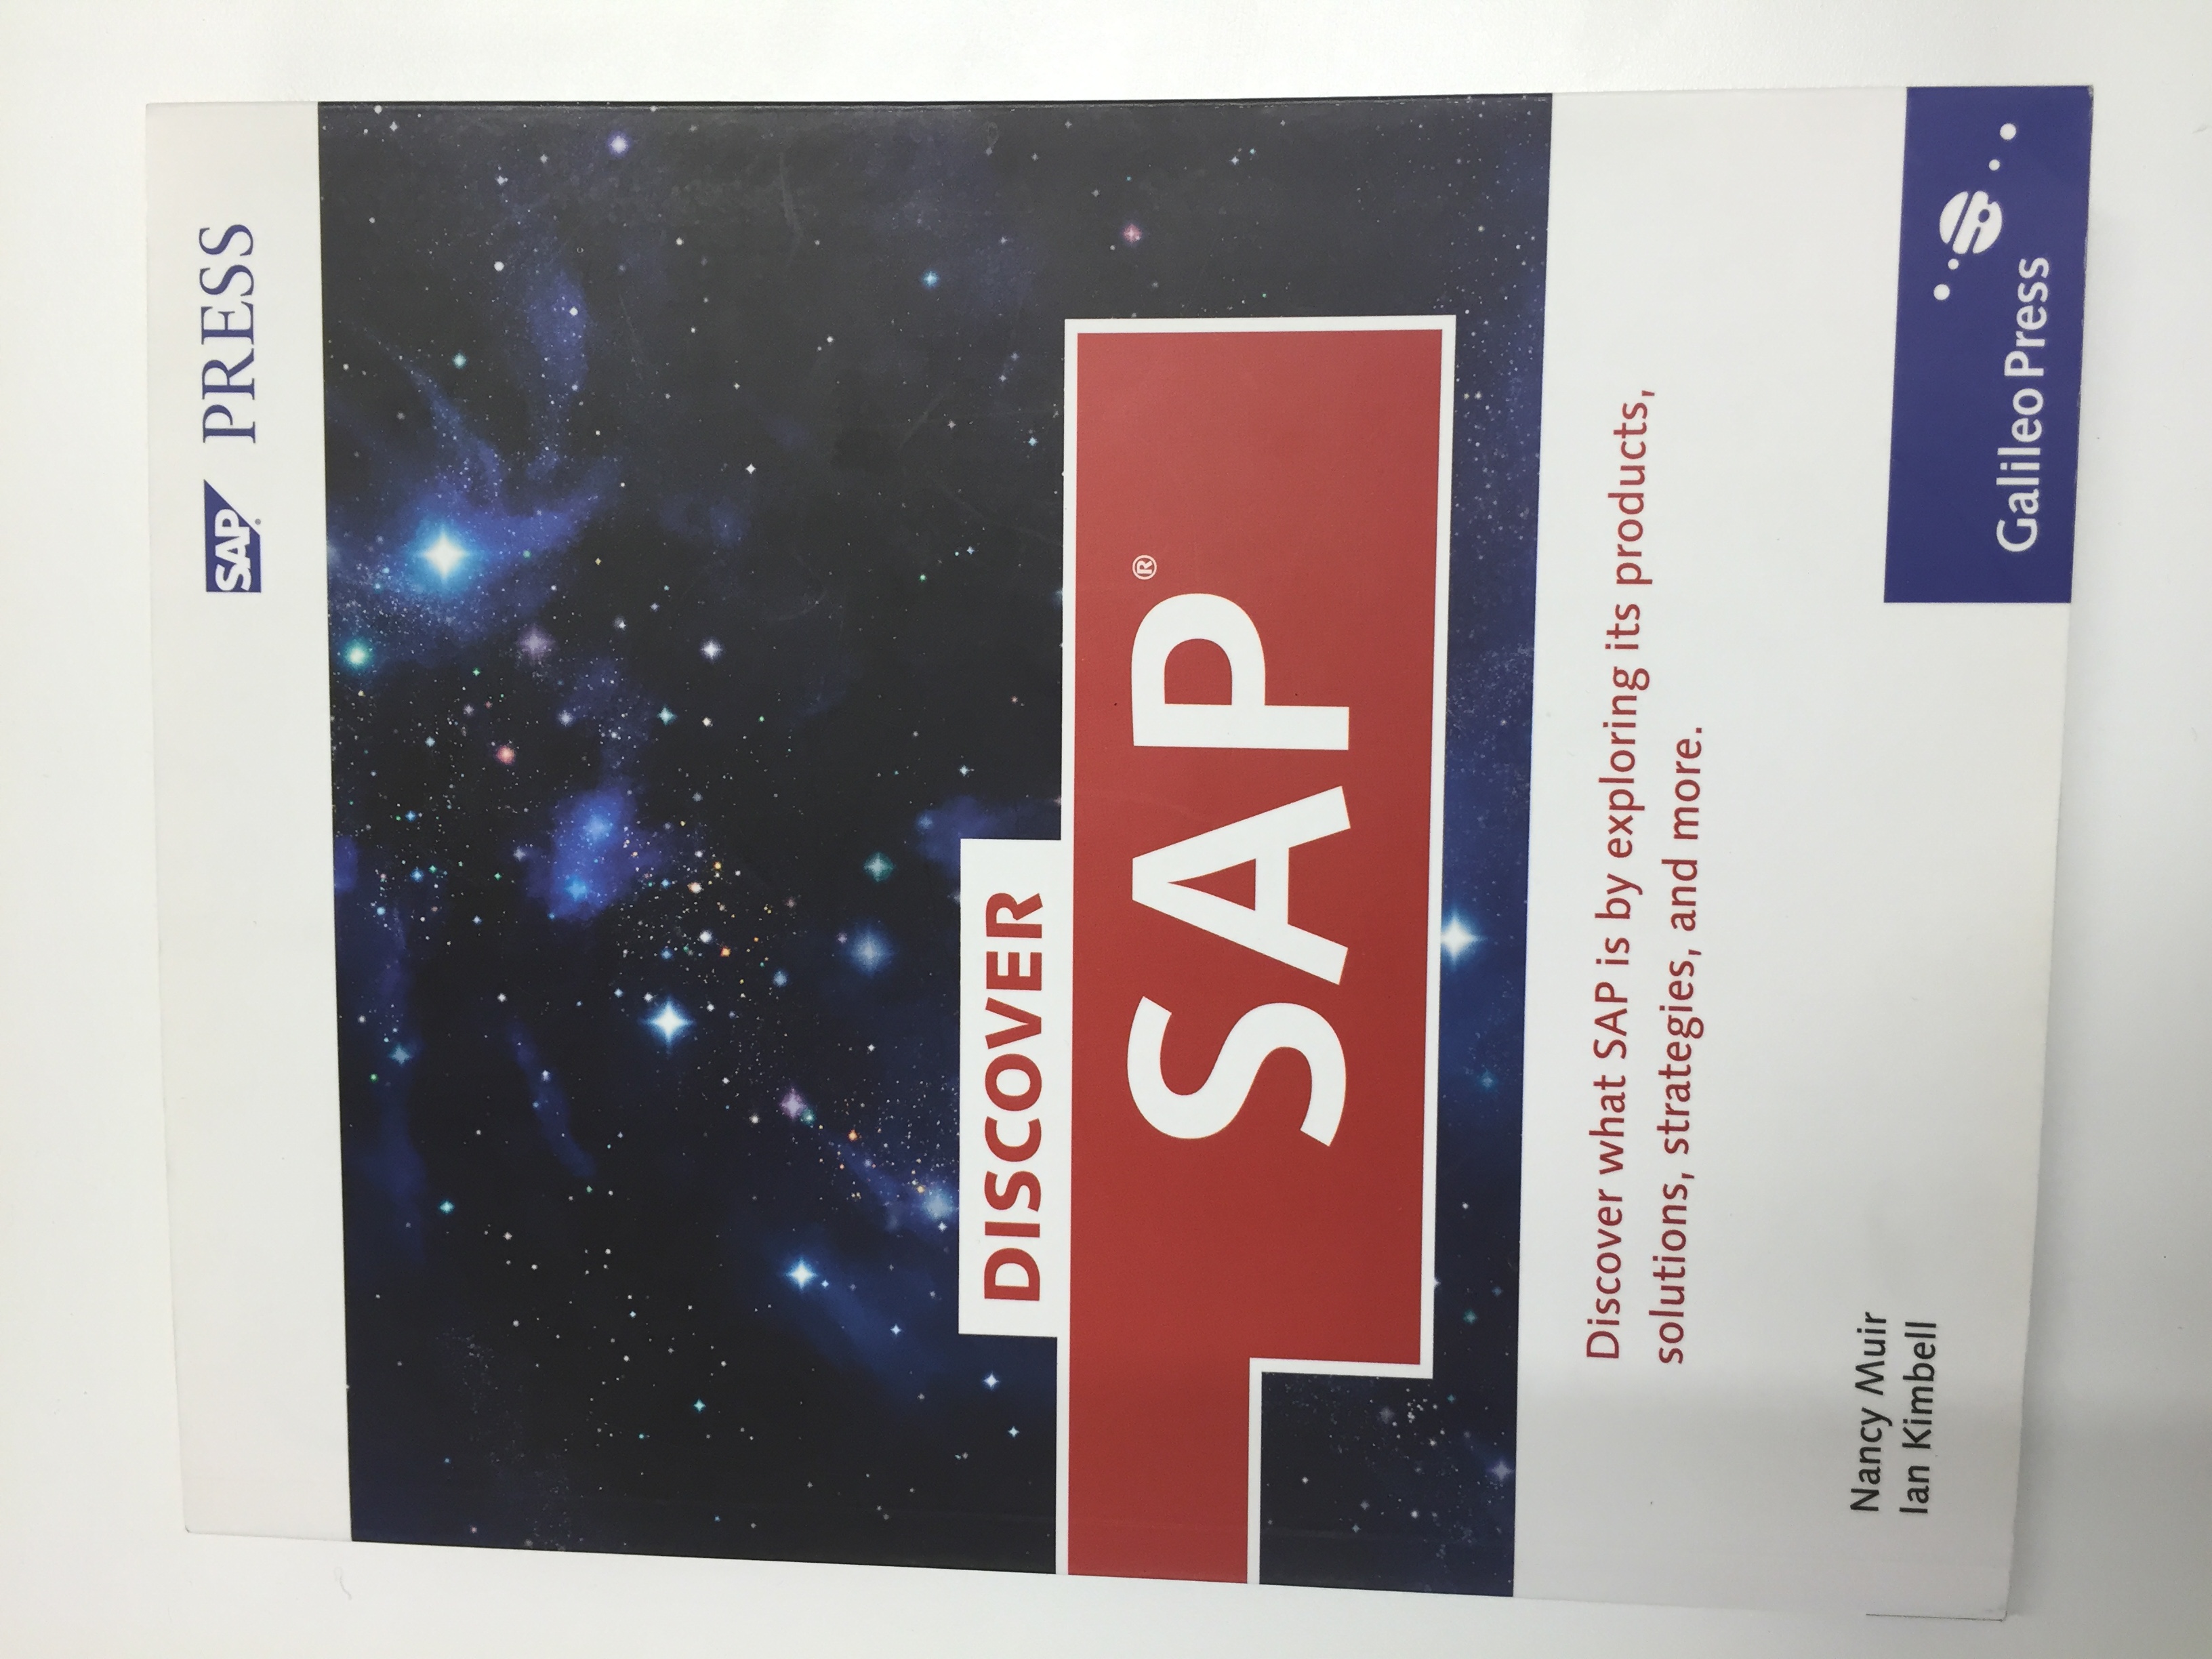 SAP PRESS
DISCOVER
SAP®
Discover what SAP is by exploring its products,
solutions, strategies, and more.
Nancy Muir
Ian Kimbell
Galileo Press